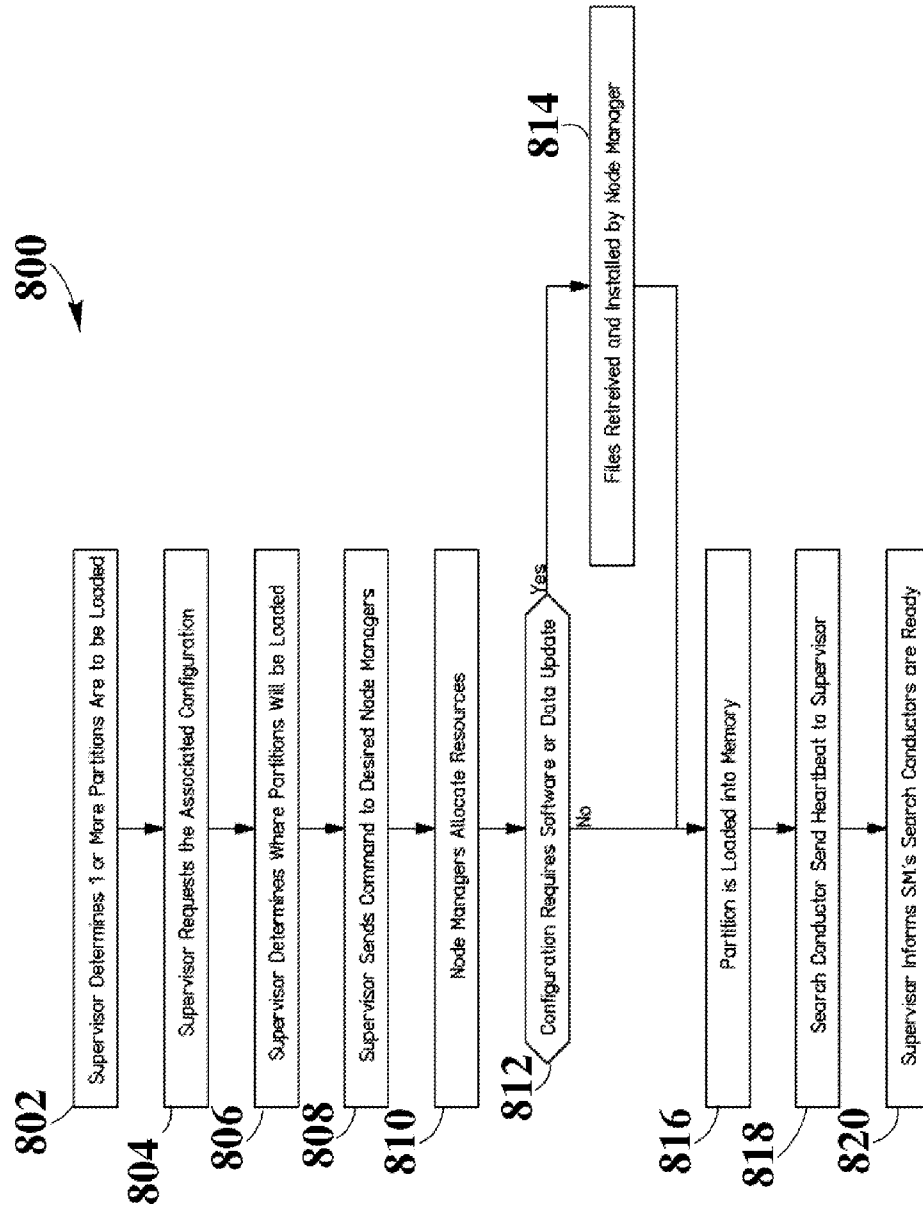 800
802
Supervisor Determines 1 or More Partitions Are to be Loaded
804
Supervisor Requests the Associated Configuration
806
Supervisor Determines Where Partitions Will be Loaded
808
Supervisor Sends Command to Desired Node Managers
810
Node Managers Allocate Resources
812
Configuration Requires Software or Data Update
Yes
No
814
Files Retreived and Installed by Node Manager
816
Partition is Loaded into Memory
818
Search Conductor Send Heartbeat to Supervisor
820
Supervisor Informs S.M.'s Search Conductors are Ready